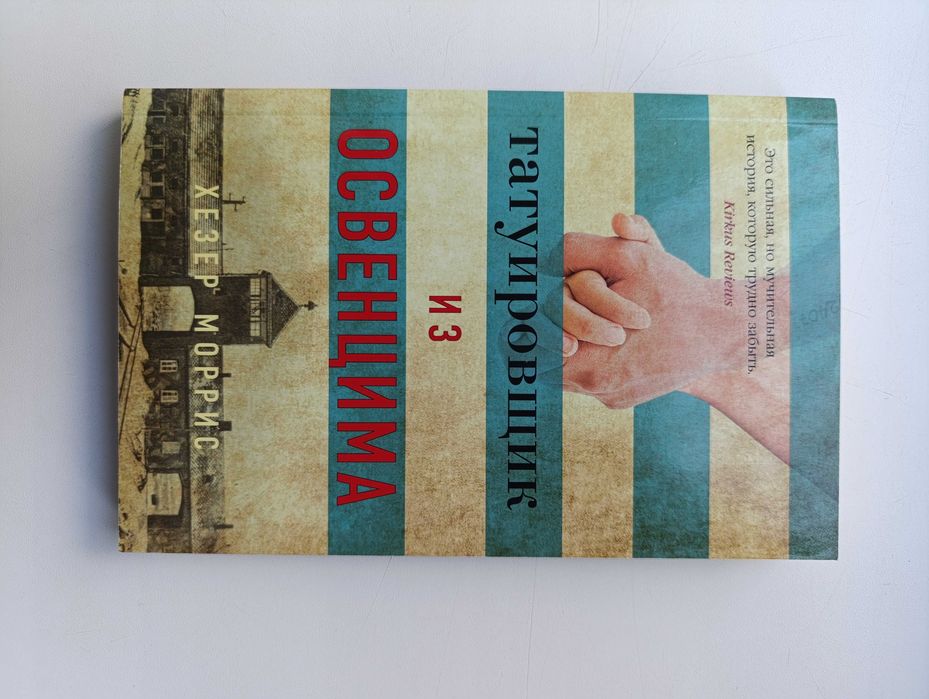 Это сильная, но мучительная
история, которую трудно забыть.
Kirkus Reviews
татуировщик
из
ОСВЕНЦИМА
ХЕЗЕР МОРРИС